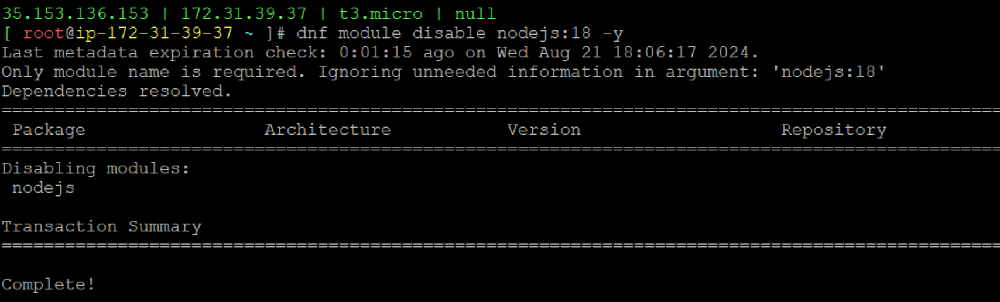 35.153.136.153 | 172.31.39.37 | t3.micro | null
[ root@ip-172-31-39-37 ~ ]# dnf module disable nodejs:18 -y
Last metadata expiration check: 0:01:15 ago on Wed Aug 21 18:06:17 2024.
Only module name is required. Ignoring unneeded information in argument: 'nodejs:18'
Dependencies resolved.
================================================================================================
 Package                 Architecture           Version                   Repository
================================================================================================
Disabling modules:
 nodejs
Transaction Summary
================================================================================================
Complete!